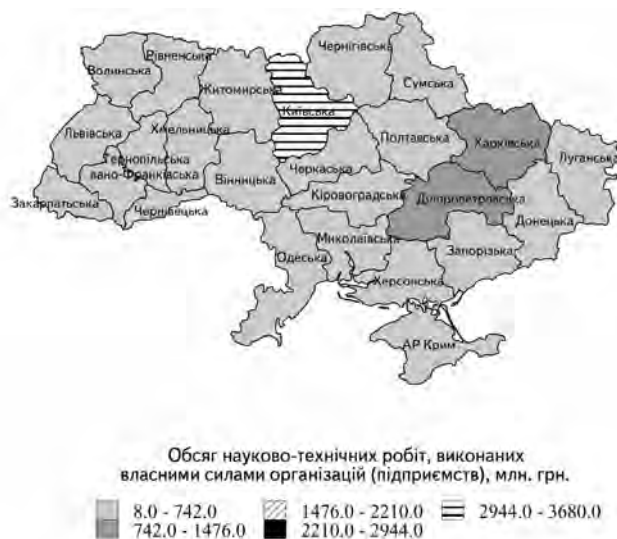 Чернігівська
Рівненська
Волинська
Сумська
Житомирська
Київська
Львівська
Хмельницька
Полтавська
Харківська
Луганська
Тернопільська
Черкаська
вано-Франківська
Вінницька
Закарпатська
Чернівецька
Кіровоградська
Дніпропетровська
Донецька
Миколаївська
Одеська
Запорізька
Херсонська
АР Крим
Обсяг науково-технічних робіт, виконаних
власними силами організацій (підприємств), млн. грн.
8.0 - 742.0 1476.0 - 2210.0 2944.0 - 3680.0
742.0 - 1476.0 2210.0 - 2944.0